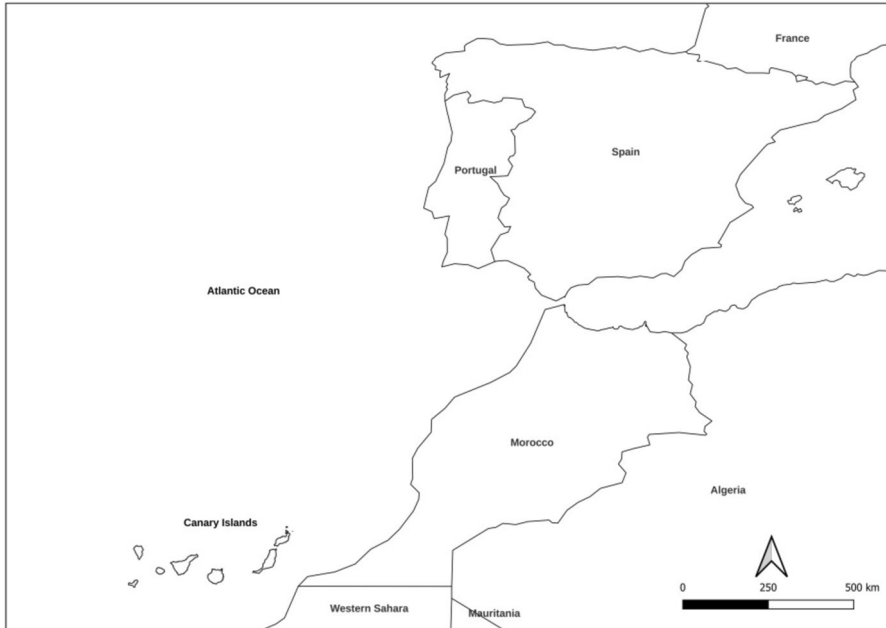 France
Spain
Portugal
Atlantic Ocean
Morocco
Algeria
Canary Islands
0 250 500 km
Western Sahara
Mauritania